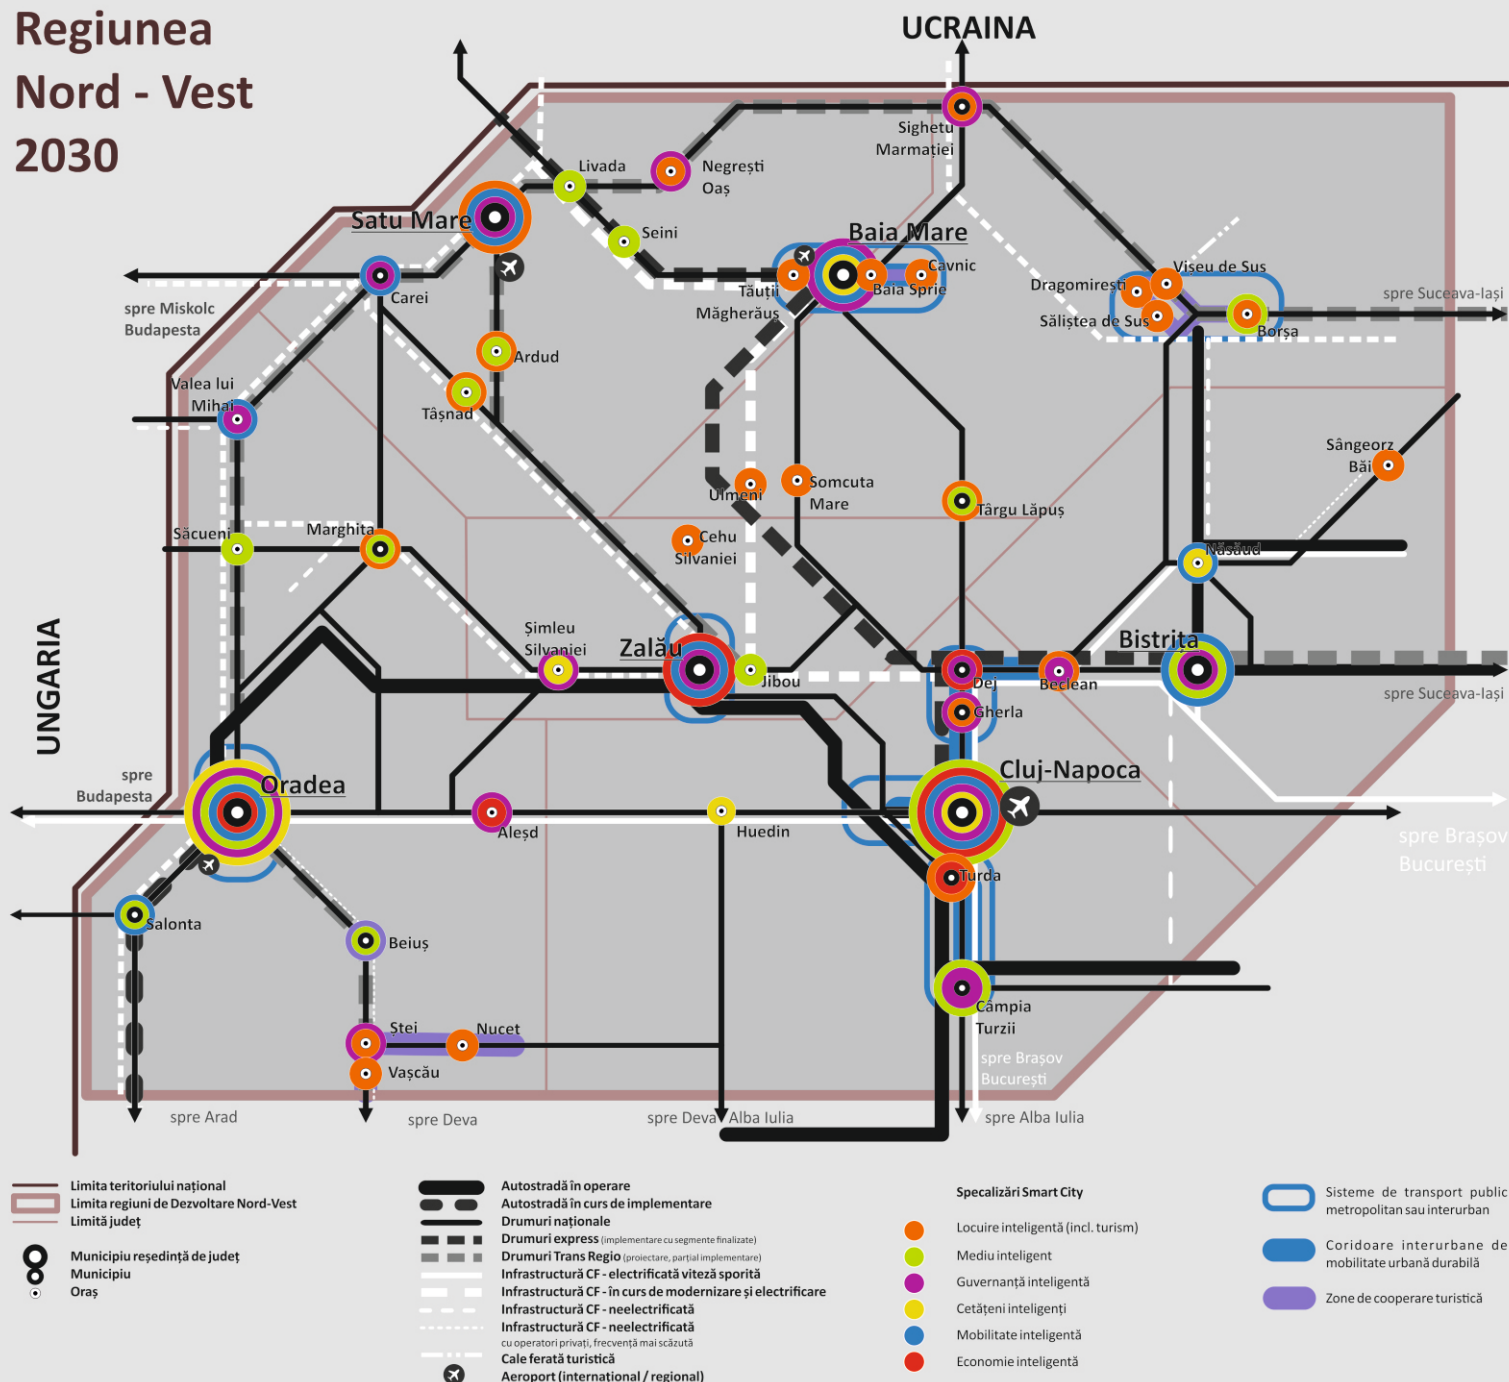 Regiunea
Nord - Vest
2030
UCRAINA
Sighetu
Marmației
Livada
Negrești
Oaș
Satu Mare
Seini
Baia Mare
Carei
Tăuții
Măgherăuș
Baia Sprie
Cavnic
Viseu de Sus
Dragomirești
Săliștea de Sus
Borșa
spre Suceava-Iași
spre Miskolc
Budapesta
Ardud
Valea lui
Mihai
Tâșnad
Sângeorz
Băi
Ulmeni
Somcuta
Mare
Târgu Lăpuș
Săcueni
Marghita
Cehu
Silvaniei
Năsăud
UNGARIA
Șimleu
Silvaniei
Zalău
Jibou
Dej
Beclean
Bistrița
spre Suceava-Iași
Gherla
spre
Budapesta
Oradea
Cluj-Napoca
Aleșd
Huedin
spre Brașov
București
Turda
Salonta
Beiuș
Câmpia
Turzii
Ștei
Nucet
Vașcău
spre Brașov
București
spre Arad
spre Deva
spre Deva
Alba Iulia
spre Alba Iulia
Limita teritoriului național
Limita regiuni de Dezvoltare Nord-Vest
Limită județ
Municipiu reședință de județ
Municipiu
Oraș
Autostradă în operare
Autostradă în curs de implementare
Drumuri naționale
Drumuri express (implementare cu segmente finalizate)
Drumuri Trans Regio (proiectare, parțial implementare)
Infrastructură CF - electrificată viteză sporită
Infrastructură CF - în curs de modernizare și electrificare
Infrastructură CF - neelectrificată
Infrastructură CF - neelectrificată
cu operatori privați, frecvență mai scăzută
Cale ferată turistică
Aeroport (internațional / regional)
Specalizări Smart City
Locuire inteligentă (incl. turism)
Mediu inteligent
Guvernanță inteligentă
Cetățeni inteligenți
Mobilitate inteligentă
Economie inteligentă
Sisteme de transport public
metropolitan sau interurban
Coridoare interurbane de
mobilitate urbană durabilă
Zone de cooperare turistică